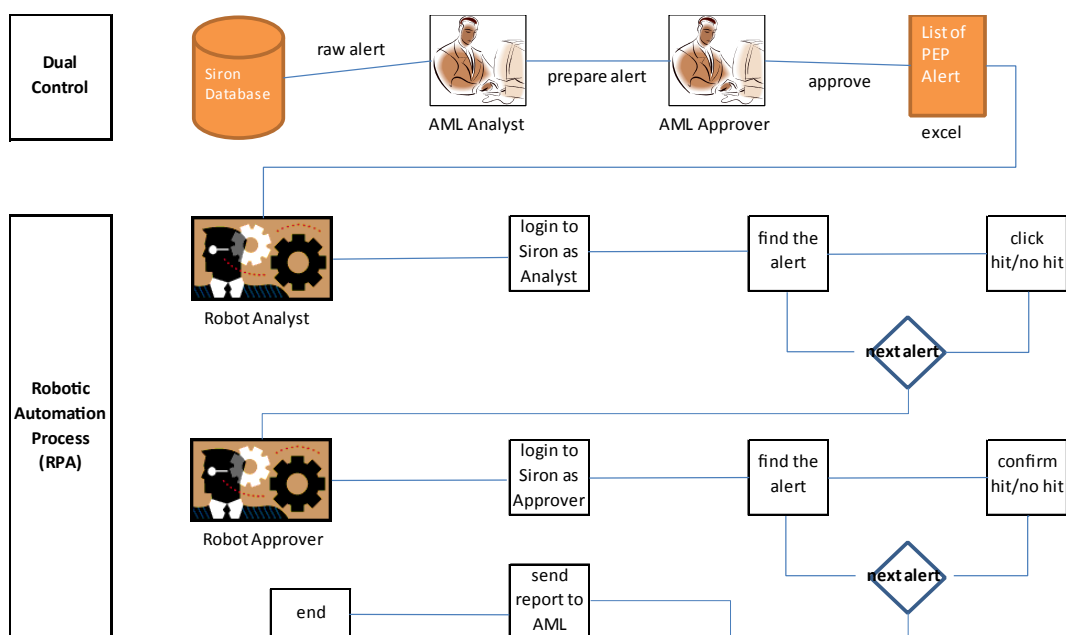 Dual
Control
Siron
Database
raw alert
AML Analyst
prepare alert
AML Approver
approve
List of
PEP
Alert
excel
Robotic
Automation
Process
(RPA)
Robot Analyst
login to
Siron as
Analyst
find the
alert
click
hit/no hit
next alert
Robot Approver
login to
Siron as
Approver
find the
alert
confirm
hit/no hit
next alert
send
report to
AML
end